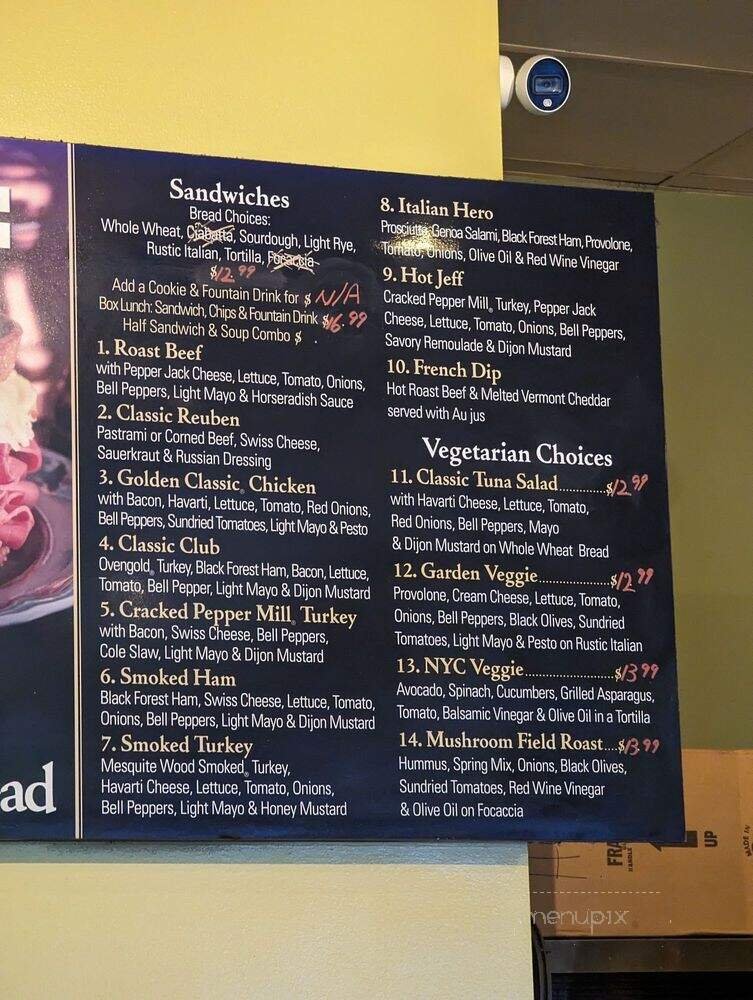 Sandwiches
Bread Choices:
Whole Wheat, Ciabatta, Sourdough, Light Rye,
Rustic Italian, Tortilla, Focaccia
$12.99
Add a Cookie & Fountain Drink for $ N/A
Box Lunch: Sandwich, Chips & Fountain Drink $16.99
Half Sandwich & Soup Combo $ .
1. Roast Beef
with Pepper Jack Cheese, Lettuce, Tomato, Onions,
Bell Peppers, Light Mayo & Horseradish Sauce
2. Classic Reuben
Pastrami or Corned Beef, Swiss Cheese,
Sauerkraut & Russian Dressing
3. Golden Classic® Chicken
with Bacon, Havarti, Lettuce, Tomato, Red Onions,
Bell Peppers, Sundried Tomatoes, Light Mayo & Pesto
4. Classic Club
Ovengold® Turkey, Black Forest Ham, Bacon, Lettuce,
Tomato, Bell Pepper, Light Mayo & Dijon Mustard
5. Cracked Pepper Mill® Turkey
with Bacon, Swiss Cheese, Bell Peppers,
Cole Slaw, Light Mayo & Dijon Mustard
6. Smoked Ham
Black Forest Ham, Swiss Cheese, Lettuce, Tomato,
Onions, Bell Peppers, Light Mayo & Dijon Mustard
7. Smoked Turkey
Mesquite Wood Smoked® Turkey,
Havarti Cheese, Lettuce, Tomato, Onions,
Bell Peppers, Light Mayo & Honey Mustard
8. Italian Hero
Prosciutto, Genoa Salami, Black Forest Ham, Provolone,
Tomato, Onions, Olive Oil & Red Wine Vinegar
9. Hot Jeff
Cracked Pepper Mill® Turkey, Pepper Jack
Cheese, Lettuce, Tomato, Onions, Bell Peppers,
Savory Remoulade & Dijon Mustard
10. French Dip
Hot Roast Beef & Melted Vermont Cheddar
served with Au jus
Vegetarian Choices
11. Classic Tuna Salad............$12.99
with Havarti Cheese, Lettuce, Tomato,
Red Onions, Bell Peppers, Mayo
& Dijon Mustard on Whole Wheat Bread
12. Garden Veggie..................$12.99
Provolone, Cream Cheese, Lettuce, Tomato,
Onions, Bell Peppers, Black Olives, Sundried
Tomatoes, Light Mayo & Pesto on Rustic Italian
13. NYC Veggie......................$13.99
Avocado, Spinach, Cucumbers, Grilled Asparagus,
Tomato, Balsamic Vinegar & Olive Oil in a Tortilla
14. Mushroom Field Roast....$13.99
Hummus, Spring Mix, Onions, Black Olives,
Sundried Tomatoes, Red Wine Vinegar
& Olive Oil on Focaccia
ad
FRA
HANDLE
UP
MADE IN
menupix